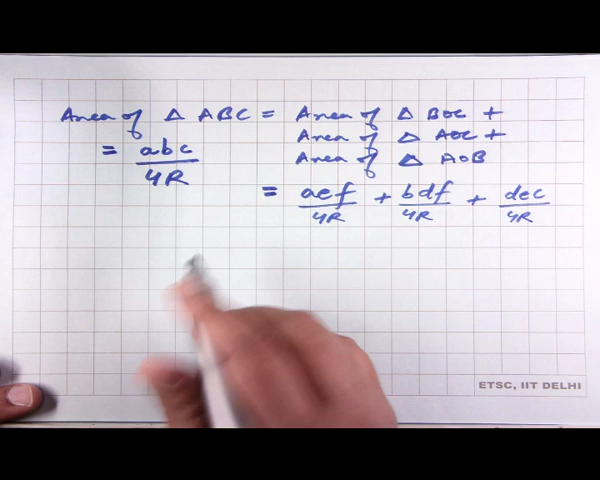 Area of Δ ABC = Area of Δ BOC +
Area of Δ AOC +
= abc/4R Area of Δ AOB
= aef/4R + bdf/4R + dec/4R
ETSC, IIT DELHI